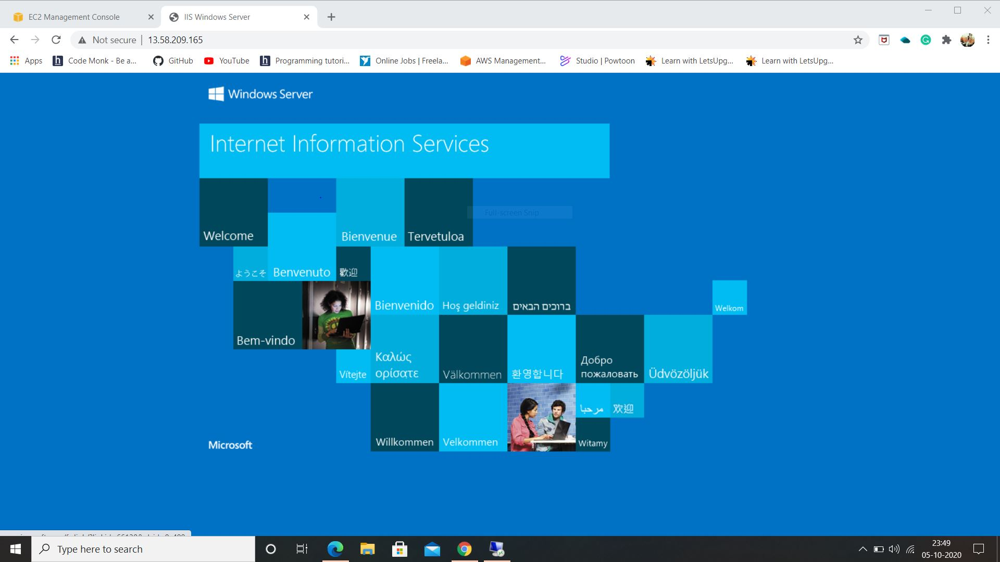 EC2 Management Console
IIS Windows Server
Not secure
13.58.209.165
Apps
Code Monk - Be a...
GitHub
YouTube
Programming tutori...
Online Jobs | Freela...
AWS Management...
Studio | Powtoon
Learn with LetsUpg...
Learn with LetsUpg...
Windows Server
Internet Information Services
Full-screen Snip
Welcome
Bienvenue
Tervetuloa
ようこそ
Benvenuto
歡迎
Bienvenido
Hoş geldiniz
ברוכים הבאים
Welkom
Bem-vindo
Vítejte
Καλώς
ορίσατε
Välkommen
환영합니다
Добро
пожаловать
Üdvözöljük
مرحبا
欢迎
Willkommen
Velkommen
Witamy
Microsoft
Type here to search
23:49
05-10-2020